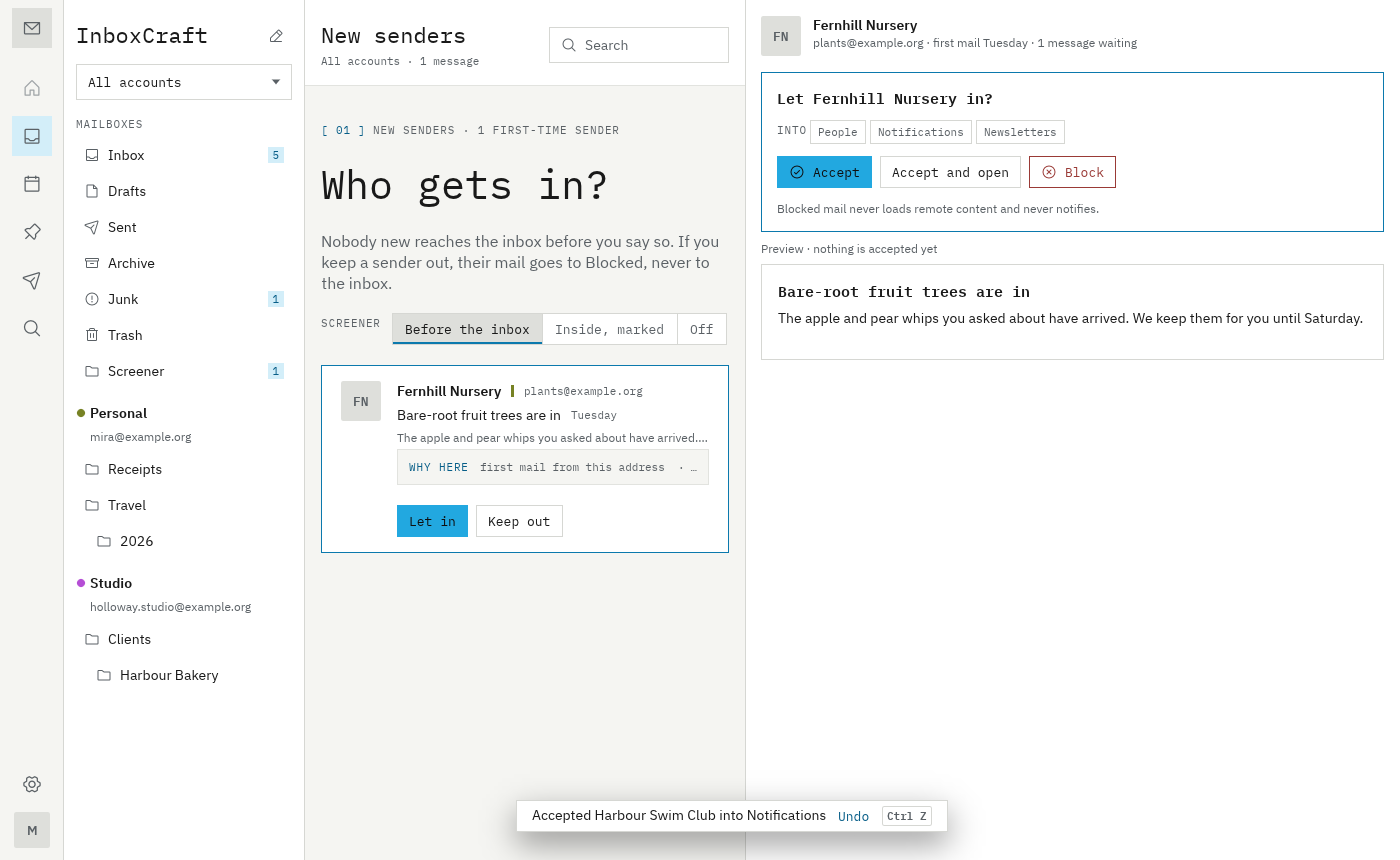 InboxCraft
All accounts
MAILBOXES
Inbox 5
Drafts
Sent
Archive
Junk 1
Trash
Screener 1
Personal
mira@example.org
Receipts
Travel
2026
Studio
holloway.studio@example.org
Clients
Harbour Bakery
M
New senders
All accounts · 1 message
Search
[ 01 ] NEW SENDERS · 1 FIRST-TIME SENDER
Who gets in?
Nobody new reaches the inbox before you say so. If you
keep a sender out, their mail goes to Blocked, never to
the inbox.
SCREENER Before the inbox Inside, marked Off
FN
Fernhill Nursery plants@example.org
Bare-root fruit trees are in Tuesday
The apple and pear whips you asked about have arrived.…
WHY HERE first mail from this address · …
Let in Keep out
FN
Fernhill Nursery
plants@example.org · first mail Tuesday · 1 message waiting
Let Fernhill Nursery in?
INTO People Notifications Newsletters
Accept Accept and open Block
Blocked mail never loads remote content and never notifies.
Preview · nothing is accepted yet
Bare-root fruit trees are in
The apple and pear whips you asked about have arrived. We keep them for you until Saturday.
Accepted Harbour Swim Club into Notifications Undo Ctrl Z